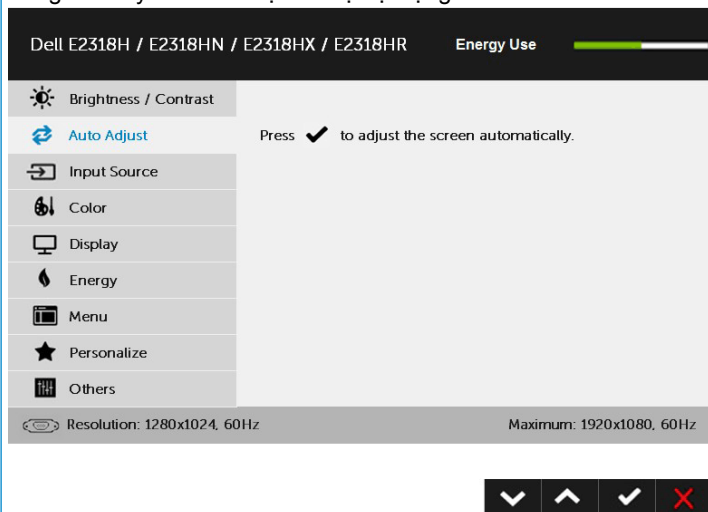 Dell E2318H / E2318HN / E2318HX / E2318HR Energy Use
Brightness / Contrast
Auto Adjust
Press ✔ to adjust the screen automatically.
Input Source
Color
Display
Energy
Menu
Personalize
Others
Resolution: 1280x1024, 60Hz Maximum: 1920x1080, 60Hz